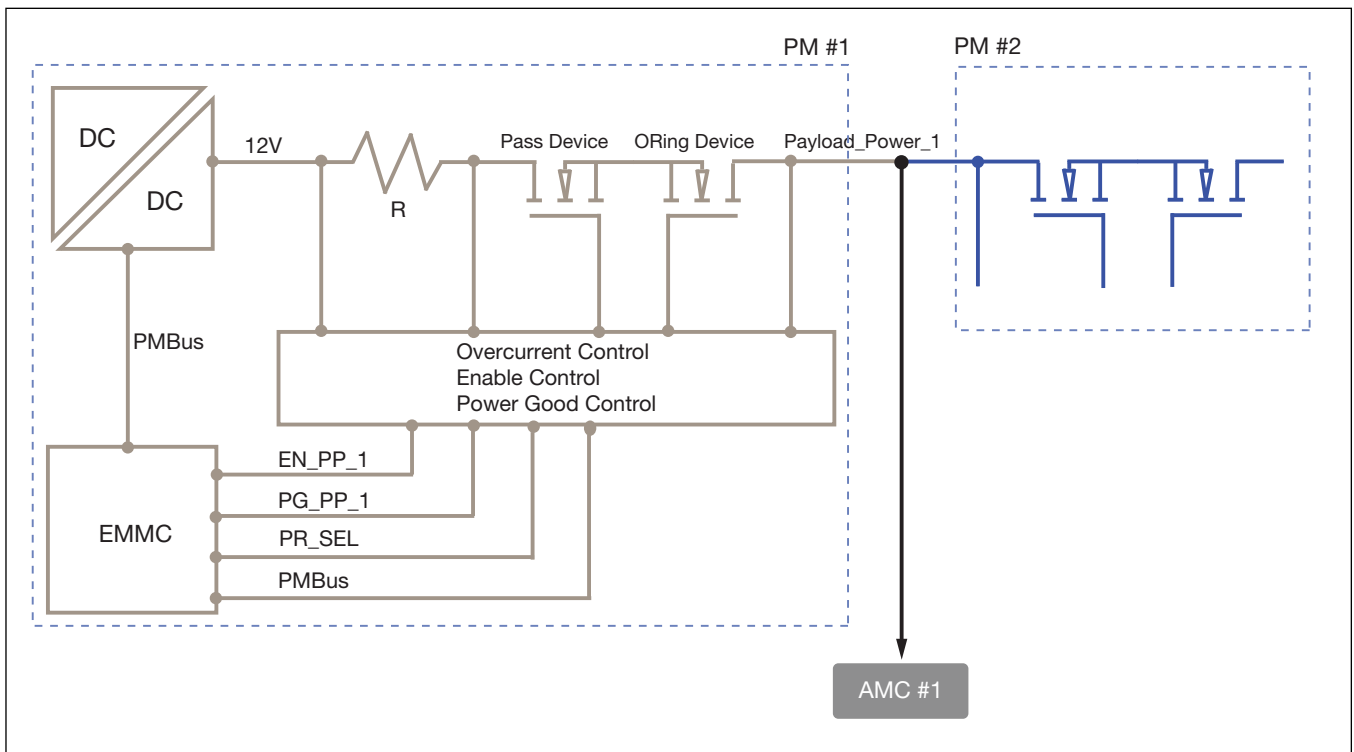 PM #1
PM #2
DC
DC
12V
R
Pass Device
ORing Device
Payload_Power_1
PMBus
Overcurrent Control
Enable Control
Power Good Control
EMMC
EN_PP_1
PG_PP_1
PR_SEL
PMBus
AMC #1